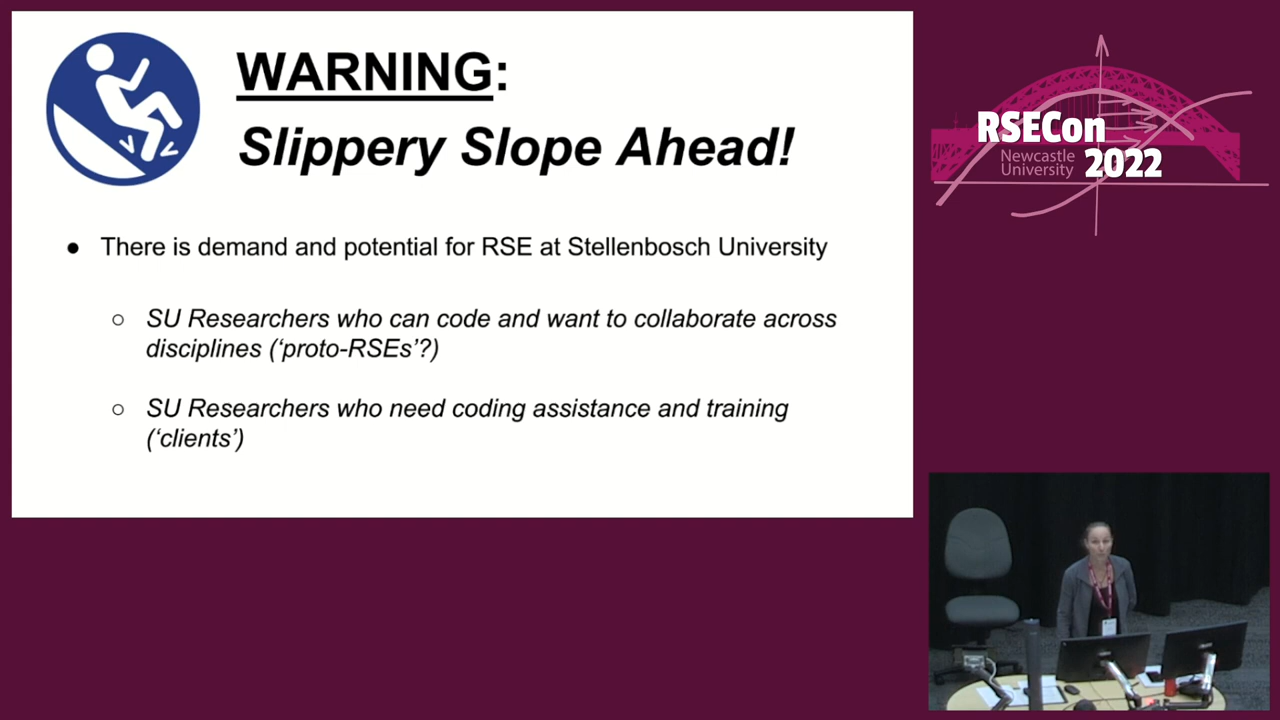 WARNING:
Slippery Slope Ahead!
● There is demand and potential for RSE at Stellenbosch University
○ SU Researchers who can code and want to collaborate across
disciplines (‘proto-RSEs’?)
○ SU Researchers who need coding assistance and training
(‘clients’)
RSECon
Newcastle
University
2022